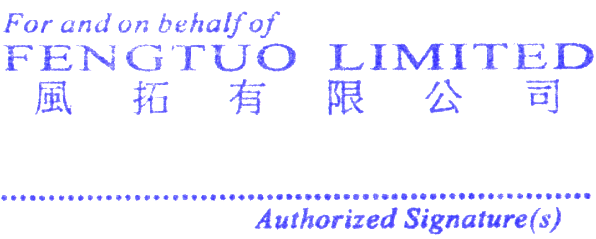 For and on behalf of
FENGTUO LIMITED
風拓有限公司
Authorized Signature(s)